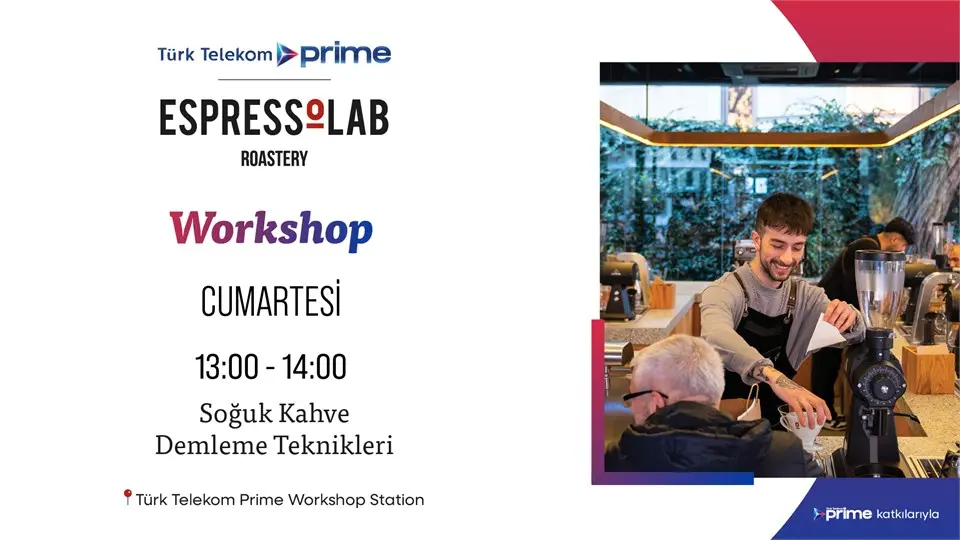 Türk Telekom prime
ESPRESSOLAB
ROASTERY
Workshop
CUMARTESİ
13:00 - 14:00
Soğuk Kahve
Demleme Teknikleri
Türk Telekom Prime Workshop Station
prime katkılarıyla